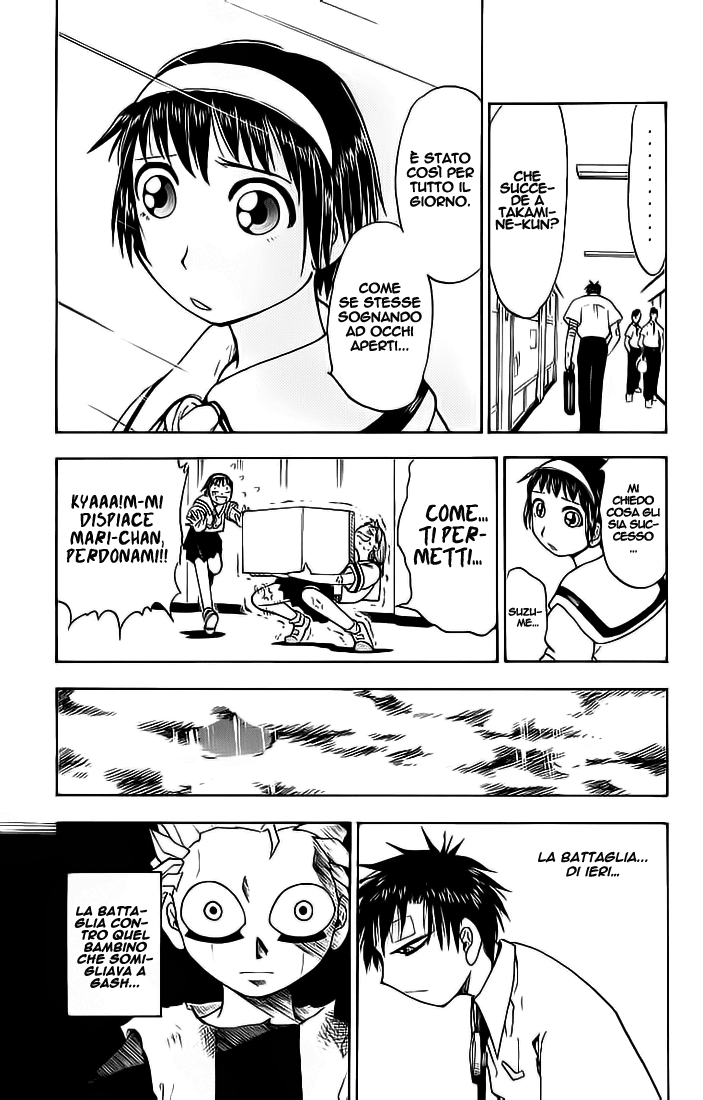 .......
CHE
SUCCE-
DE A
TAKAMI-
NE-KUN?
È STATO
COSÌ PER
TUTTO IL
GIORNO.
COME
SE STESSE
SOGNANDO
AD OCCHI
APERTI...
MI
CHIEDO
COSA GLI
SIA SUC-
CESSO
...
SUZU-
ME...
COME...
TI PER-
METTI...
KYAAA!M-MI
DISPIACE
MARI-CHAN,
PERDONAMI!!
LA BATTAGLIA...
DI IERI...
LA BATTA-
GLIA CON-
TRO QUEL
BAMBINO
CHE SOMI-
GLIAVA A
GASH...